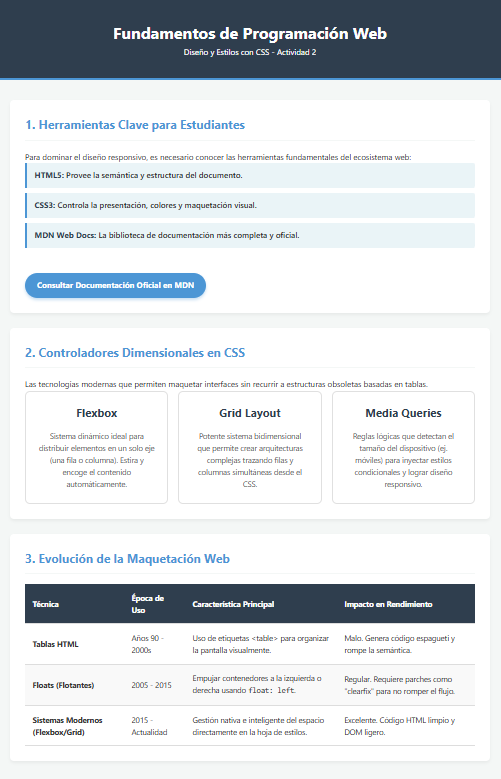 Fundamentos de Programación Web
Diseño y Estilos con CSS - Actividad 2
1. Herramientas Clave para Estudiantes
Para dominar el diseño responsivo, es necesario conocer las herramientas fundamentales del ecosistema web:
HTML5: Provee la semántica y estructura del documento.
CSS3: Controla la presentación, colores y maquetación visual.
MDN Web Docs: La biblioteca de documentación más completa y oficial.
Consultar Documentación Oficial en MDN
2. Controladores Dimensionales en CSS
Las tecnologías modernas que permiten maquetar interfaces sin recurrir a estructuras obsoletas basadas en tablas.
Flexbox
Sistema dinámico ideal para
distribuir elementos en un solo eje
(una fila o columna). Estira y
encoge el contenido
automáticamente.
Grid Layout
Potente sistema bidimensional
que permite crear arquitecturas
complejas trazando filas y
columnas simultáneas desde el
CSS.
Media Queries
Reglas lógicas que detectan el
tamaño del dispositivo (ej.
móviles) para inyectar estilos
condicionales y lograr diseño
responsivo.
3. Evolución de la Maquetación Web
Técnica
Época de
Uso
Característica Principal
Impacto en Rendimiento
Tablas HTML
Años 90 -
2000s
Uso de etiquetas <table> para organizar
la pantalla visualmente.
Malo. Genera código espagueti y
rompe la semántica.
Floats (Flotantes)
2005 - 2015
Empujar contenedores a la izquierda o
derecha usando float: left.
Regular. Requiere parches como
"clearfix" para no romper el flujo.
Sistemas Modernos
(Flexbox/Grid)
2015 -
Actualidad
Gestión nativa e inteligente del espacio
directamente en la hoja de estilos.
Excelente. Código HTML limpio y
DOM ligero.